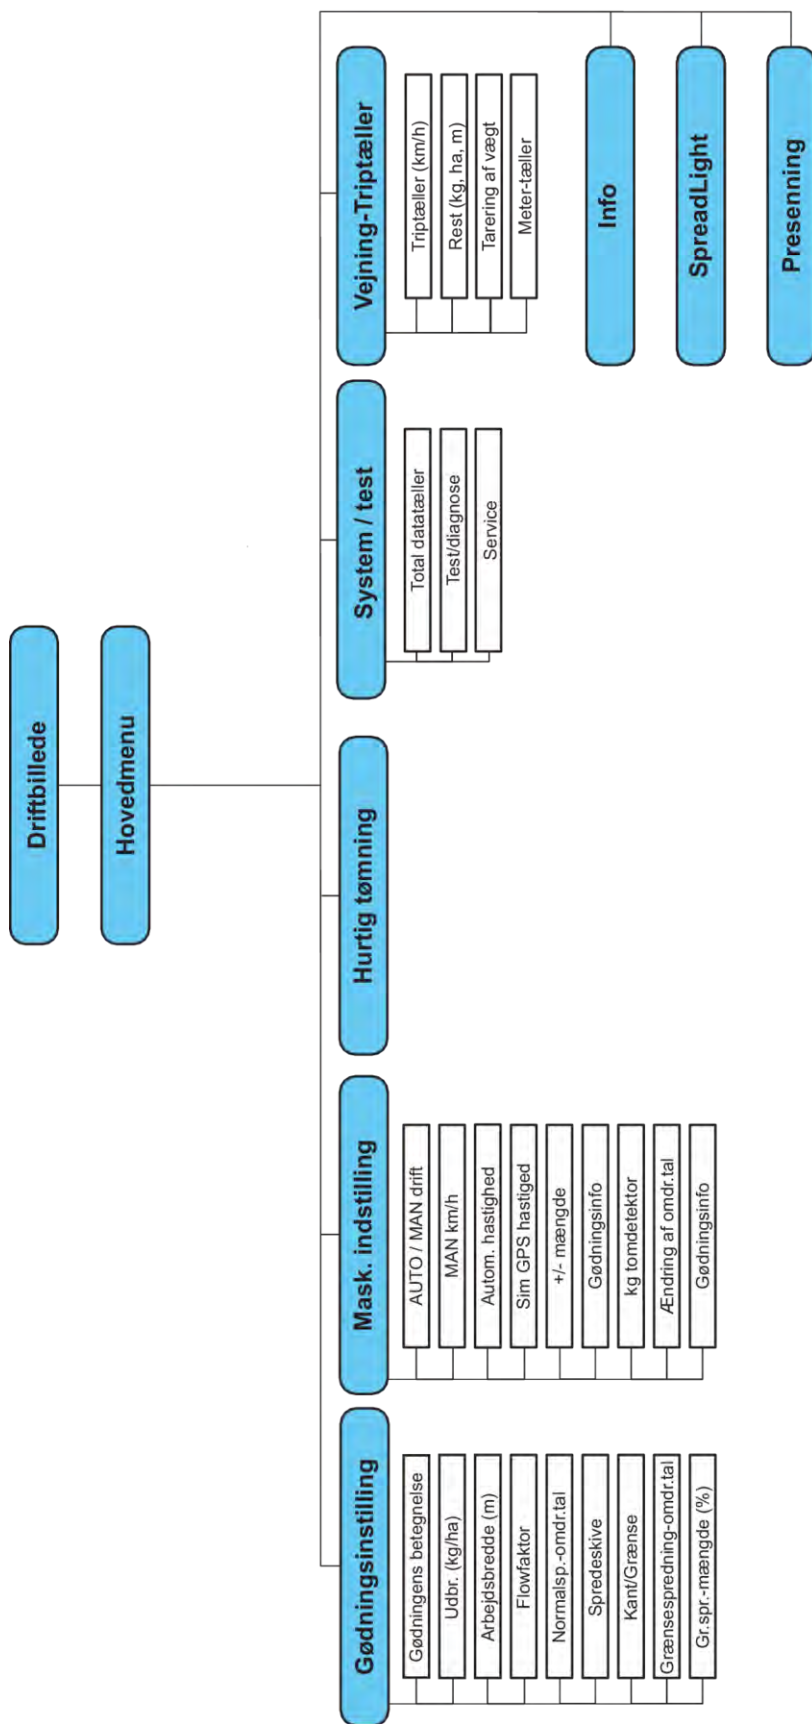 Driftbillede
Hovedmenu
Gødningsinstilling
Gødningens betegnelse
Udbr. (kg/ha)
Arbejdsbredde (m)
Flowfaktor
Normalsp.-omdr.tal
Spredeskive
Kant/Grænse
Grænsespredning-omdr.tal
Gr.spr.-mængde (%)
Mask. indstilling
AUTO / MAN drift
MAN km/h
Autom. hastighed
Sim GPS hastiged
+/- mængde
Gødningsinfo
kg tomdetektor
Ændring af omdr.tal
Gødningsinfo
Hurtig tømning
System / test
Total datatæller
Test/diagnose
Service
Vejning-Triptæller
Triptæller (km/h)
Rest (kg, ha, m)
Tarering af vægt
Meter-tæller
Info
SpreadLight
Presenning